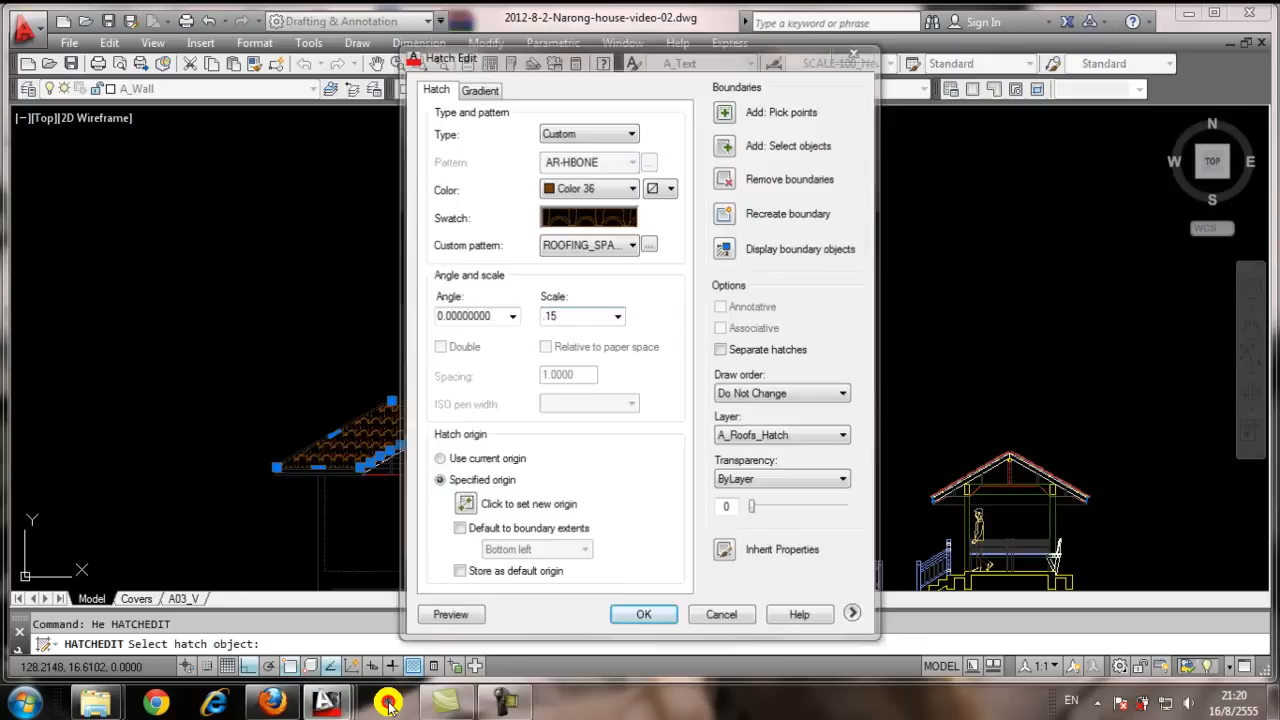 Drafting & Annotation
2012-8-2-Narong-house-video-02.dwg
Type a keyword or phrase
Sign In
File Edit View Insert Format Tools Draw Dimension Modify Parametric Window Help Express
A_Text
Standard
Standard
A_Wall
[−][Top][2D Wireframe]
Hatch Edit
Hatch
Gradient
Type and pattern
Type:
Custom
Pattern:
AR-HBONE
Color:
Color 36
Swatch:
Custom pattern:
ROOFING_SPA...
Angle and scale
Angle:
Scale:
0.00000000
.15
Double
Relative to paper space
Spacing:
1.0000
ISO pen width:
Hatch origin
Use current origin
Specified origin
Click to set new origin
Default to boundary extents
Bottom left
Store as default origin
Boundaries
Add: Pick points
Add: Select objects
Remove boundaries
Recreate boundary
Display boundary objects
Options
Annotative
Associative
Separate hatches
Draw order:
Do Not Change
Layer:
A_Roofs_Hatch
Transparency:
ByLayer
0
Inherit Properties
Preview
OK
Cancel
Help
N
W
TOP
E
S
WCS
Y
X
Model Covers A03_V
Command: He HATCHEDIT
HATCHEDIT Select hatch object:
128.2148, 16.6102, 0.0000
MODEL
1:1
EN
21:20
16/8/2555